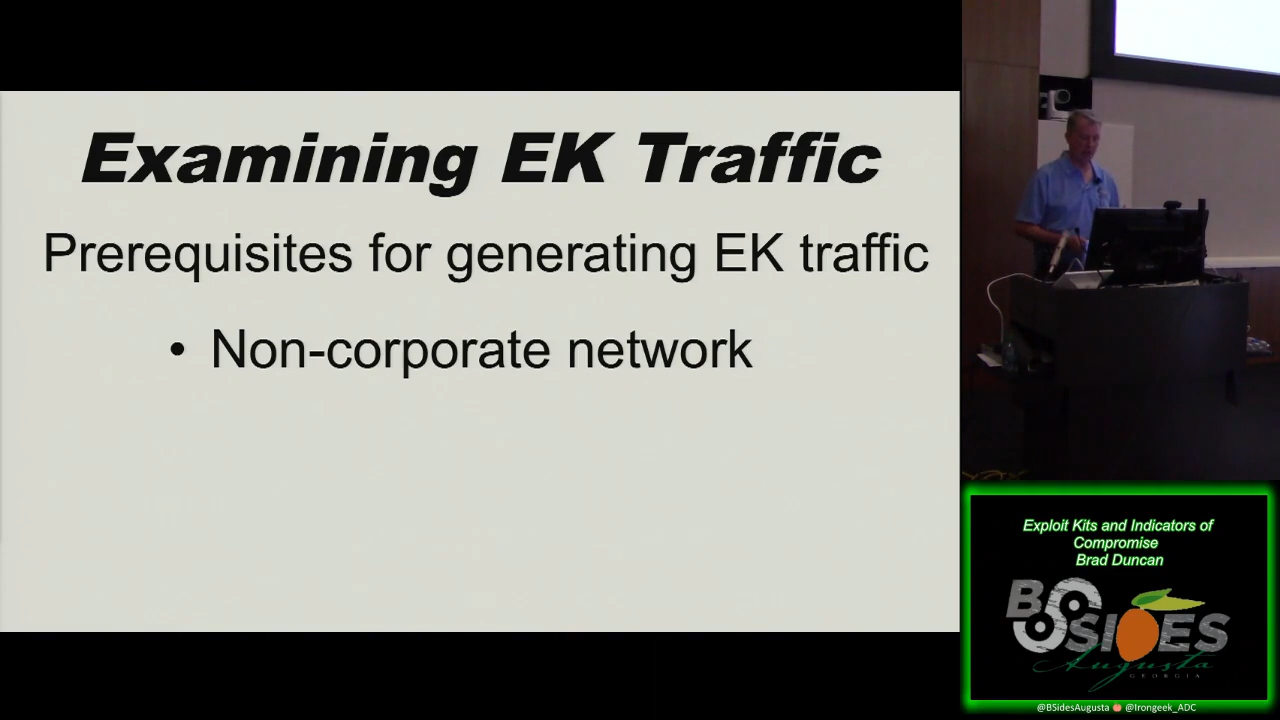 Examining EK Traffic
Prerequisites for generating EK traffic
• Non-corporate network
Exploit Kits and Indicators of
Compromise
Brad Duncan
BSIDES
Augusta
GEORGIA
@BSidesAugusta @Irongeek_ADC